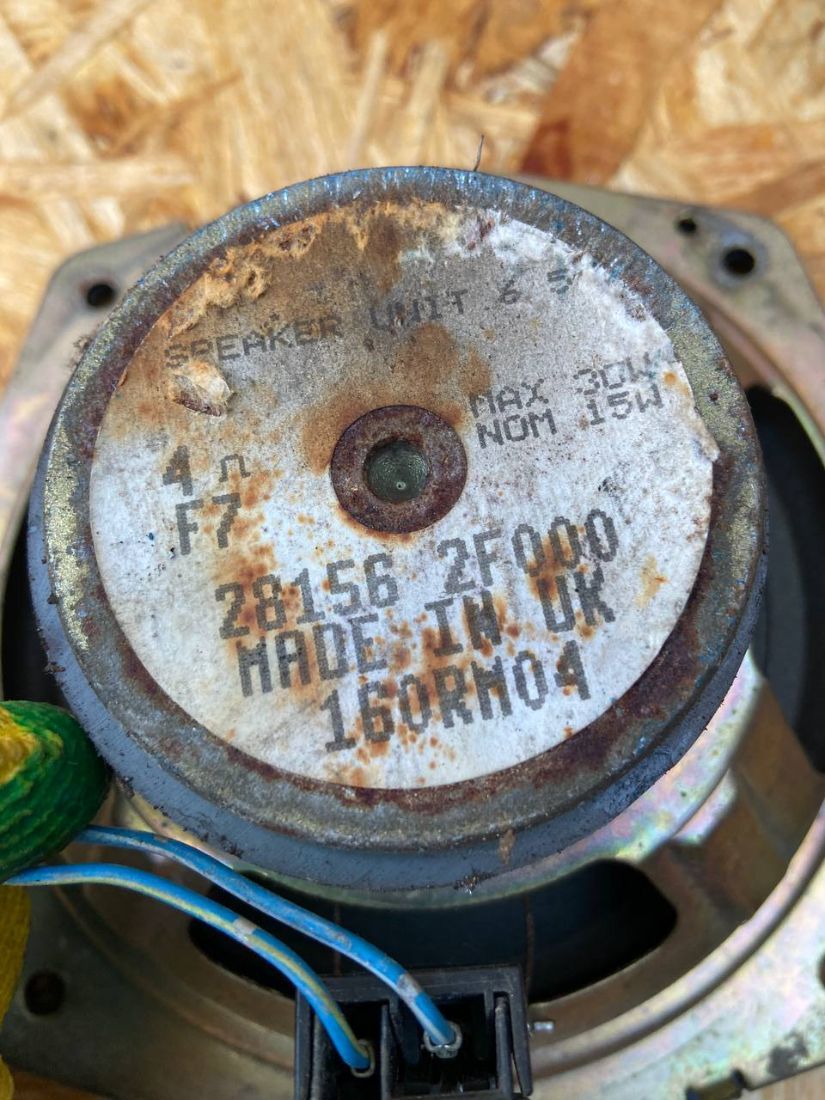 SPEAKER UNIT 6 5
MAX 30W
NOM 15W
4 Ω
F7
28156 2F000
MADE IN UK
160RM04